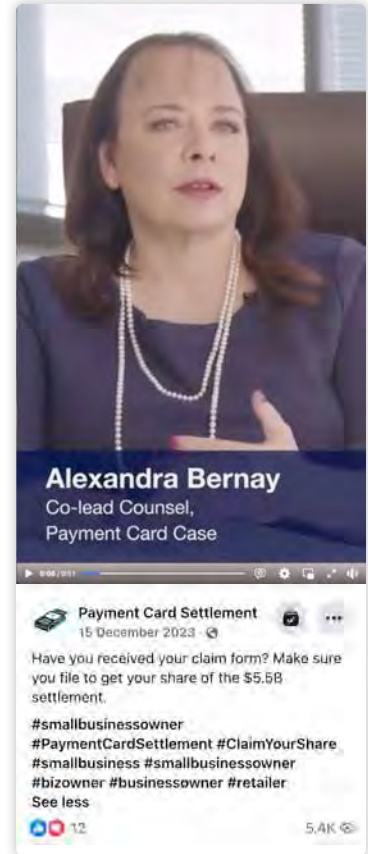 Alexandra Bernay
Co-lead Counsel,
Payment Card Case
Payment Card Settlement
15 December 2023 ·
Have you received your claim form? Make sure
you file to get your share of the $5.5B
settlement.
#smallbusinessowner
#PaymentCardSettlement #ClaimYourShare
#smallbusiness #smallbusinessowner
#bizowner #businessowner #retailer
See less
12 5.4K